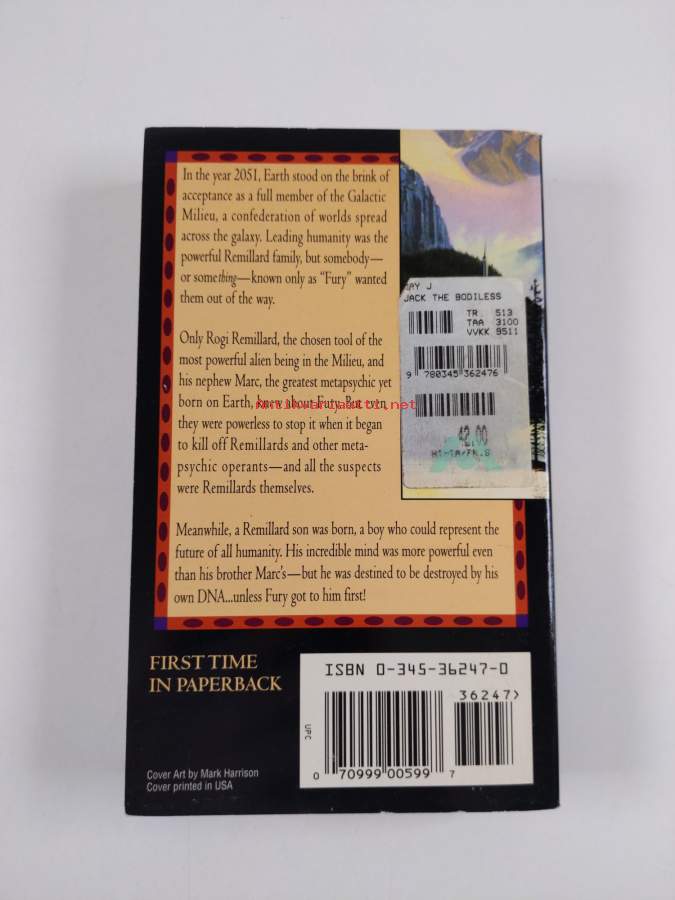 In the year 2051, Earth stood on the brink of
acceptance as a full member of the Galactic
Milieu, a confederation of worlds spread
across the galaxy. Leading humanity was the
powerful Remillard family, but somebody—
or something—known only as "Fury" wanted
them out of the way.
Only Rogi Remillard, the chosen tool of the
most powerful alien being in the Milieu, and
his nephew Marc, the greatest metapsychic yet
born on Earth, knew about Fury. But even
they were powerless to stop it when it began
to kill off Remillards and other meta-
psychic operants—and all the suspects
were Remillards themselves.
Meanwhile, a Remillard son was born, a boy who could represent the
future of all humanity. His incredible mind was more powerful even
than his brother Marc's—but he was destined to be destroyed by his
own DNA...unless Fury got to him first!
AY J
JACK THE BODILESS
TR. 513
TAA 3100
VVKK 9511
9 780345 362476
42.00
FIRST TIME
IN PAPERBACK
ISBN 0-345-36247-0
36247>
UPC
0 70999 00599 7
Cover Art by Mark Harrison
Cover printed in USA